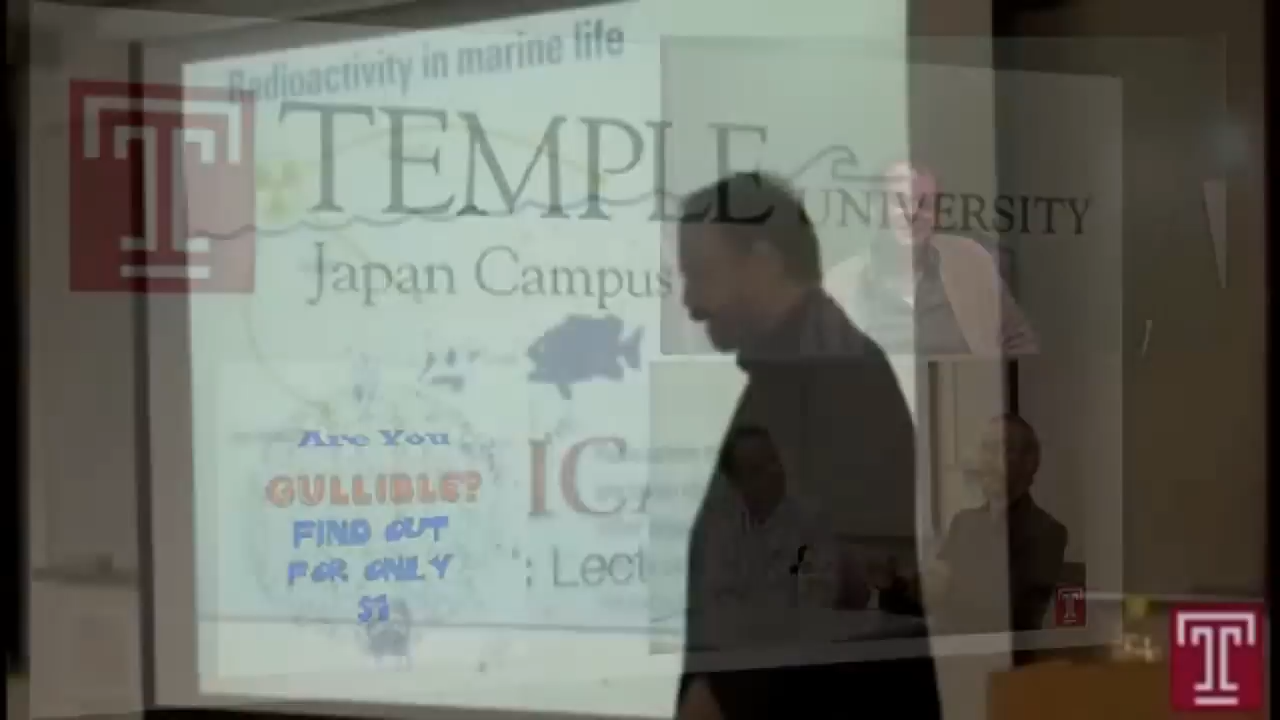 Radioactivity in marine life
T
TEMPLE UNIVERSITY
Japan Campus
Are You
GULLIBLE?
FIND OUT
FOR ONLY
$1
IC
: Lect
T
T